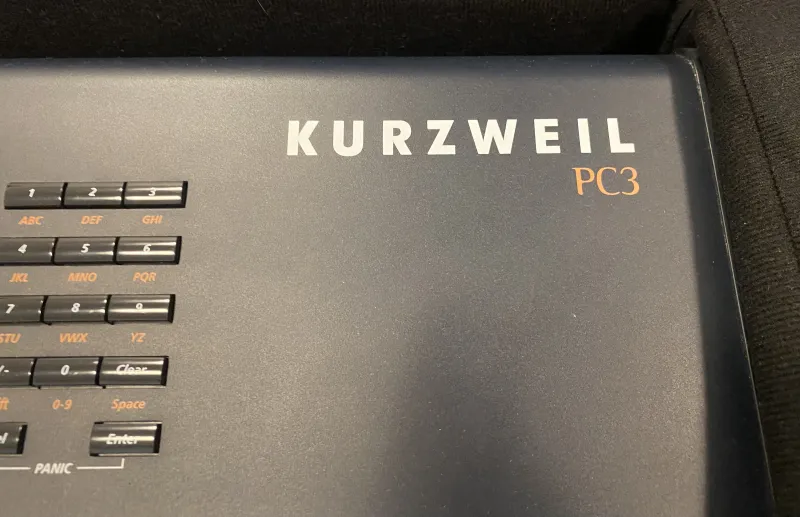 KURZWEIL
PC3
1 2 3
ABC DEF GHI
4 5 6
JKL MNO PQR
7 8 9
STU VWX YZ
0 Clear
0-9 Space
Enter
PANIC